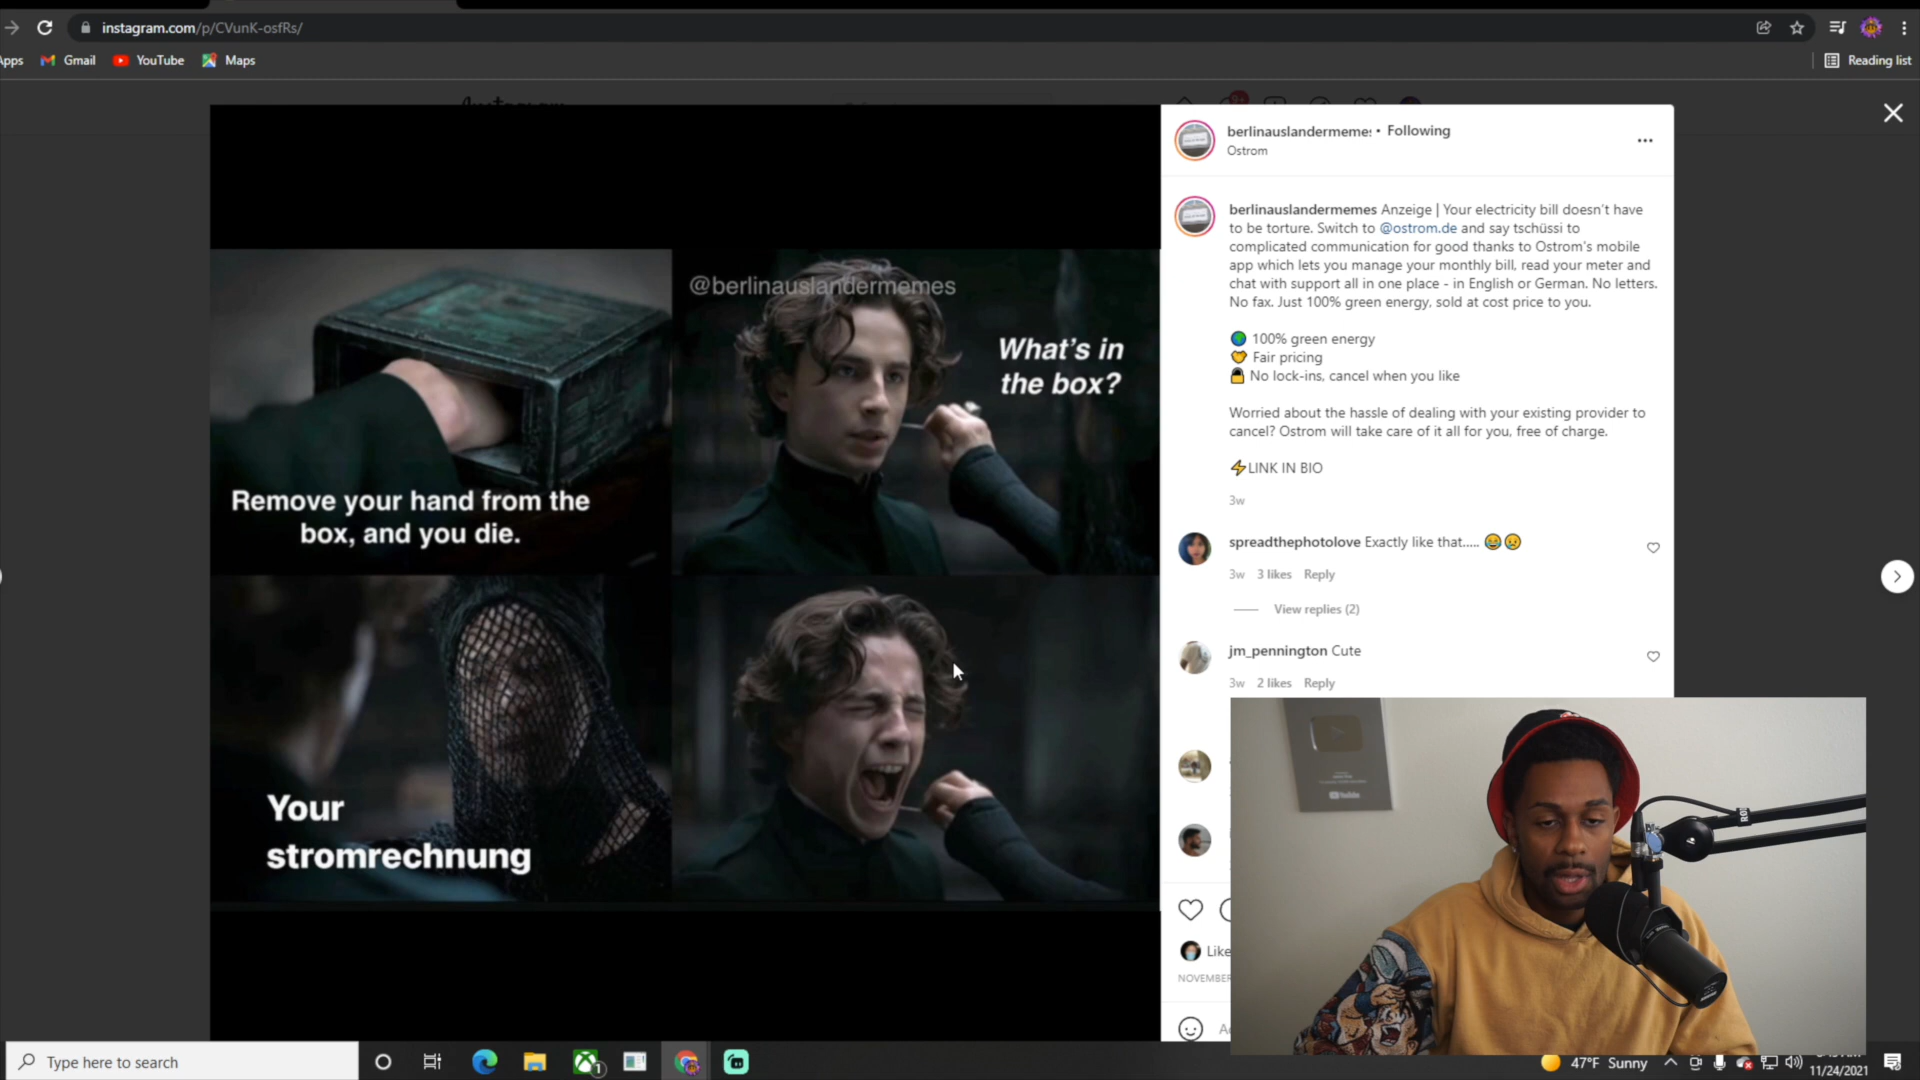 instagram.com/p/CVunK-osfRs/
Gmail
YouTube
Maps
Reading list
berlinauslandermeme: • Following
Ostrom
berlinauslandermemes Anzeige | Your electricity bill doesn't have
to be torture. Switch to @ostrom.de and say tschüssi to
complicated communication for good thanks to Ostrom's mobile
app which lets you manage your monthly bill, read your meter and
chat with support all in one place - in English or German. No letters.
No fax. Just 100% green energy, sold at cost price to you.
100% green energy
Fair pricing
No lock-ins, cancel when you like
Worried about the hassle of dealing with your existing provider to
cancel? Ostrom will take care of it all for you, free of charge.
LINK IN BIO
3w
spreadthephotolove Exactly like that.....
3w 3 likes Reply
View replies (2)
jm_pennington Cute
3w 2 likes Reply
@berlinauslandermemes
What's in
the box?
Remove your hand from the
box, and you die.
Your
stromrechnung
YouTube
Type here to search
1
47°F Sunny
11/24/2021